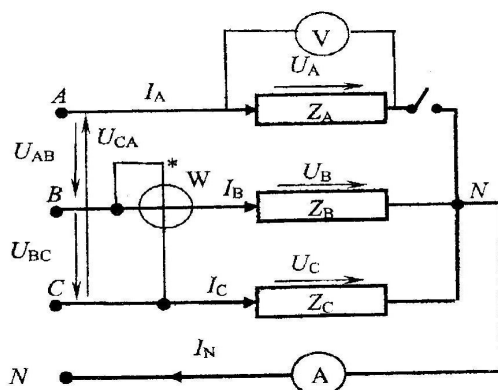 V
U_A
A I_A Z_A
U_AB U_CA
* W
B I_B U_B Z_B N
U_BC
C I_C U_C Z_C
N I_N A